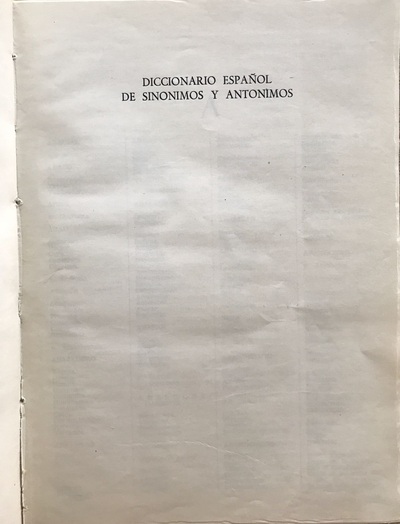 DICCIONARIO ESPAÑOL
DE SINONIMOS Y ANTONIMOS